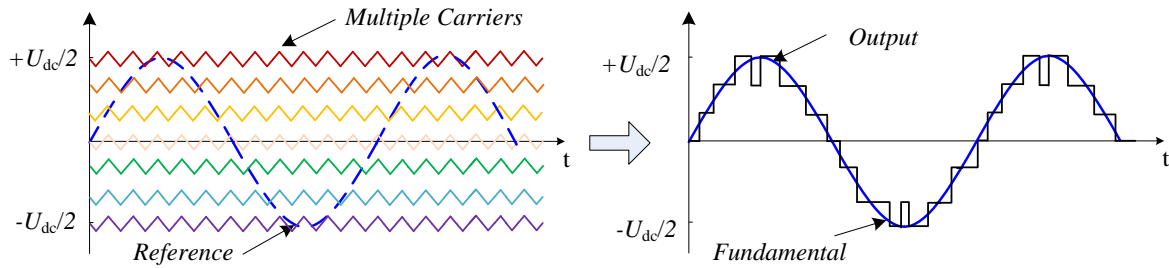 Multiple Carriers
+U_dc/2
t
-U_dc/2
Reference
Output
+U_dc/2
t
-U_dc/2
Fundamental